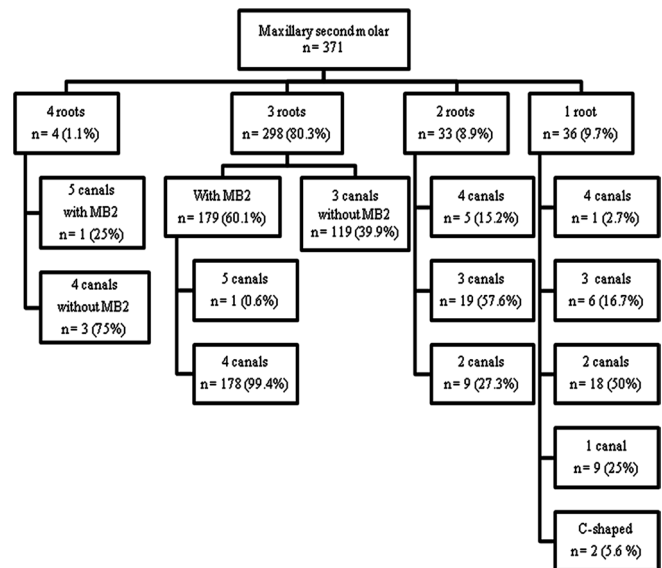 Maxillary second molar
n= 371
4 roots
n= 4 (1.1%)
3 roots
n= 298 (80.3%)
2 roots
n= 33 (8.9%)
1 root
n= 36 (9.7%)
5 canals
with MB2
n= 1 (25%)
4 canals
without MB2
n= 3 (75%)
With MB2
n= 179 (60.1%)
3 canals
without MB2
n= 119 (39.9%)
5 canals
n= 1 (0.6%)
4 canals
n= 178 (99.4%)
4 canals
n= 5 (15.2%)
3 canals
n= 19 (57.6%)
2 canals
n= 9 (27.3%)
4 canals
n= 1 (2.7%)
3 canals
n= 6 (16.7%)
2 canals
n= 18 (50%)
1 canal
n= 9 (25%)
C-shaped
n= 2 (5.6 %)